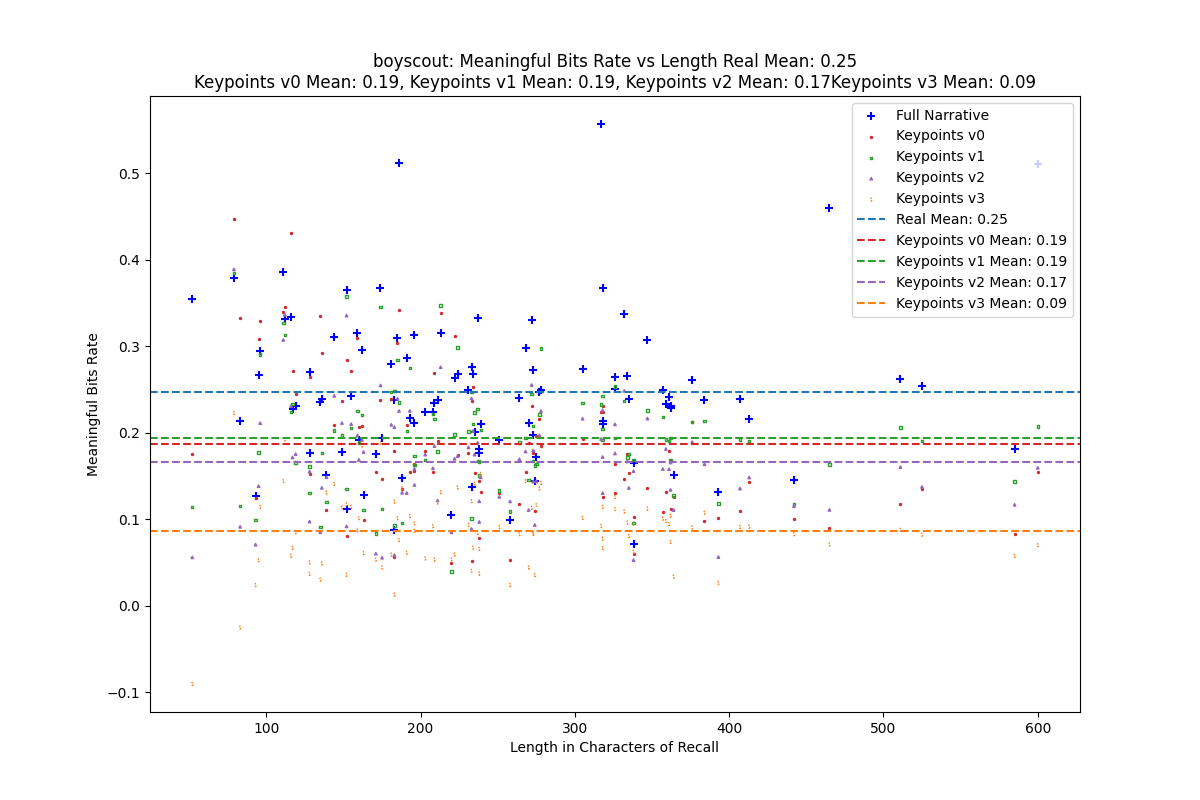 boyscout: Meaningful Bits Rate vs Length Real Mean: 0.25
Keypoints v0 Mean: 0.19, Keypoints v1 Mean: 0.19, Keypoints v2 Mean: 0.17Keypoints v3 Mean: 0.09
Full Narrative
Keypoints v0
Keypoints v1
Keypoints v2
Keypoints v3
Real Mean: 0.25
Keypoints v0 Mean: 0.19
Keypoints v1 Mean: 0.19
Keypoints v2 Mean: 0.17
Keypoints v3 Mean: 0.09
Meaningful Bits Rate
0.5
0.4
0.3
0.2
0.1
0.0
−0.1
100 200 300 400 500 600
Length in Characters of Recall